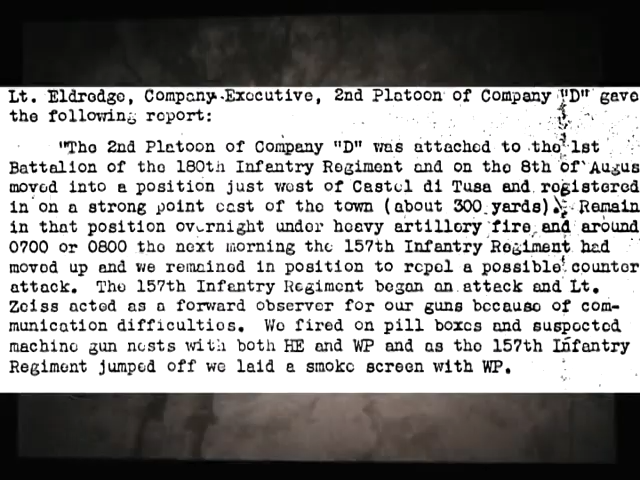 Lt. Eldredge, Company Executive, 2nd Platoon of Company "D" gave
the following report:
"The 2nd Platoon of Company "D" was attached to the 1st
Battalion of the 180th Infantry Regiment and on the 8th of Augus
moved into a position just west of Castel di Tusa and registered
in on a strong point east of the town (about 300 yards). Remain
in that position overnight under heavy artillery fire and around
0700 or 0800 the next morning the 157th Infantry Regiment had
moved up and we remained in position to repel a possible counter
attack. The 157th Infantry Regiment began an attack and Lt.
Zeiss acted as a forward observer for our guns because of com-
munication difficulties. We fired on pill boxes and suspected
machine gun nests with both HE and WP and as the 157th Infantry
Regiment jumped off we laid a smoke screen with WP.